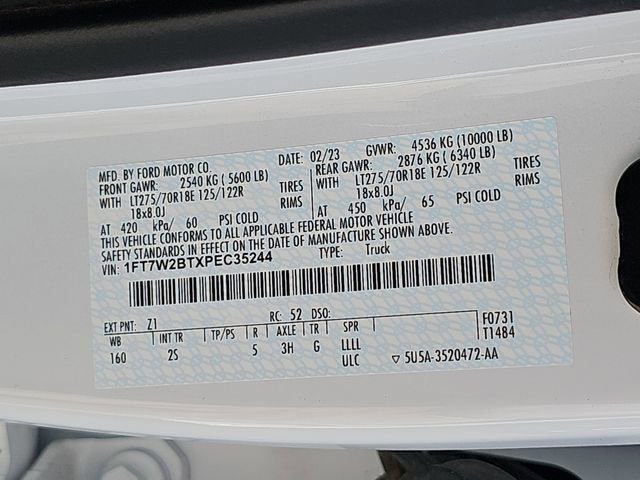 MFD. BY FORD MOTOR CO. DATE: 02/23 GVWR: 4536 KG (10000 LB)
FRONT GAWR: 2540 KG ( 5600 LB) REAR GAWR: 2876 KG ( 6340 LB)
WITH LT275/70R18E 125/122R TIRES WITH LT275/70R18E 125/122R TIRES
18x8.0J RIMS 18x8.0J RIMS
AT 420 kPa/ 60 PSI COLD AT 450 kPa/ 65 PSI COLD
THIS VEHICLE CONFORMS TO ALL APPLICABLE FEDERAL MOTOR VEHICLE
SAFETY STANDARDS IN EFFECT ON THE DATE OF MANUFACTURE SHOWN ABOVE.
VIN: 1FT7W2BTXPEC35244 TYPE: Truck
EXT PNT: Z1 RC: 52 DSO: F0731
WB INT TR TP/PS R AXLE TR SPR T1484
160 2S 5 3H G LLLL
ULC ▽ 5U5A-3520472-AA